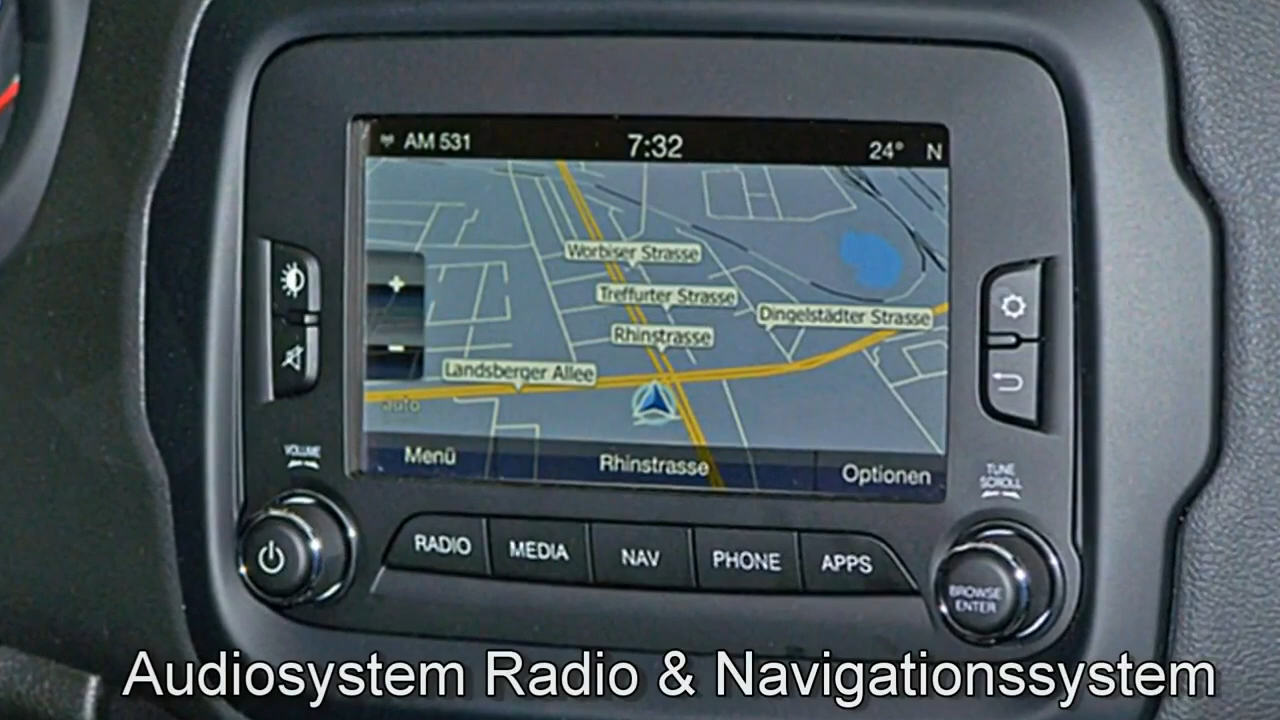 AM 531 7:32 24° N
Worbiser Strasse
Treffurter Strasse
Dingelstädter Strasse
Rhinstrasse
Landsberger Allee
auto
Menü Rhinstrasse Optionen
VOLUME
TUNE
SCROLL
RADIO MEDIA NAV PHONE APPS
BROWSE
ENTER
Audiosystem Radio & Navigationssystem